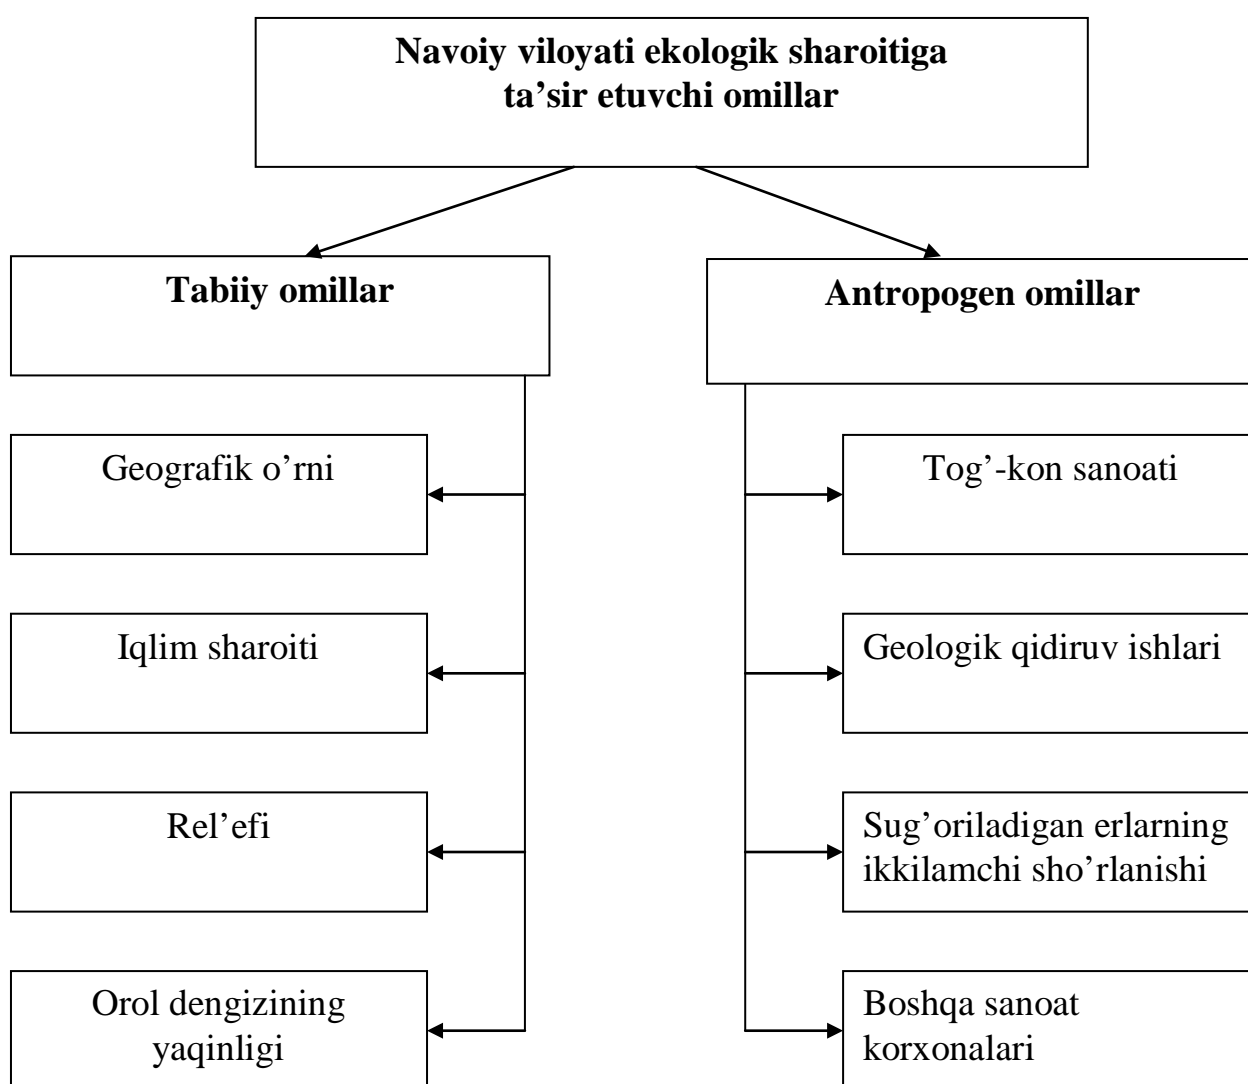 Navoiy viloyati ekologik sharoitiga
ta’sir etuvchi omillar
Tabiiy omillar
Antropogen omillar
Geografik o’rni
Tog’-kon sanoati
Iqlim sharoiti
Geologik qidiruv ishlari
Rel’efi
Sug’oriladigan erlarning
ikkilamchi sho’rlanishi
Orol dengizining
yaqinligi
Boshqa sanoat
korxonalari